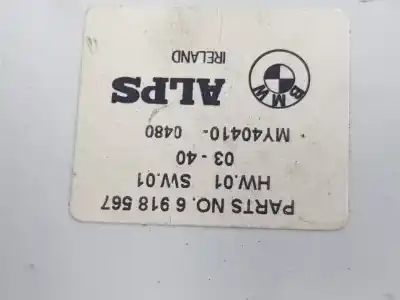 PARTS NO. 6 918 567
HW.01 SW.01
03 - 40
MY40410- 0480
ALPS
IRELAND
BMW